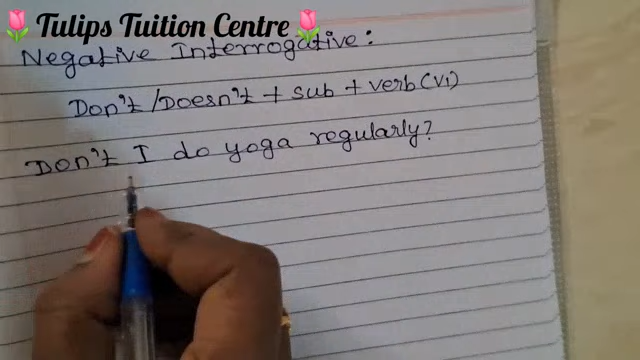 🌷Tulips Tuition Centre🌷
Negative Interrogative:
Don't/Doesn't + sub + verb(V1)
Don't I do yoga regularly?